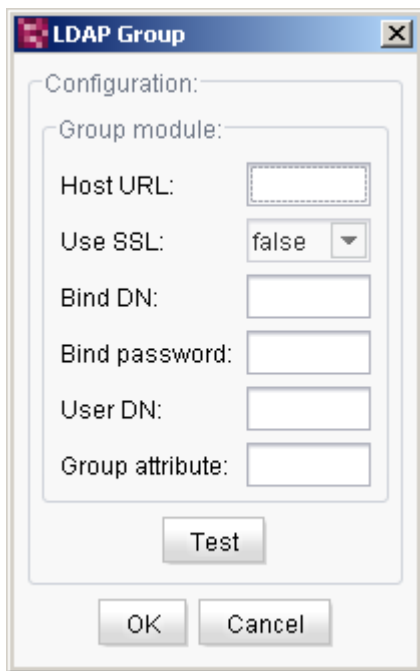 LDAP Group
Configuration:
Group module:
Host URL:
Use SSL: false
Bind DN:
Bind password:
User DN:
Group attribute:
Test
OK Cancel